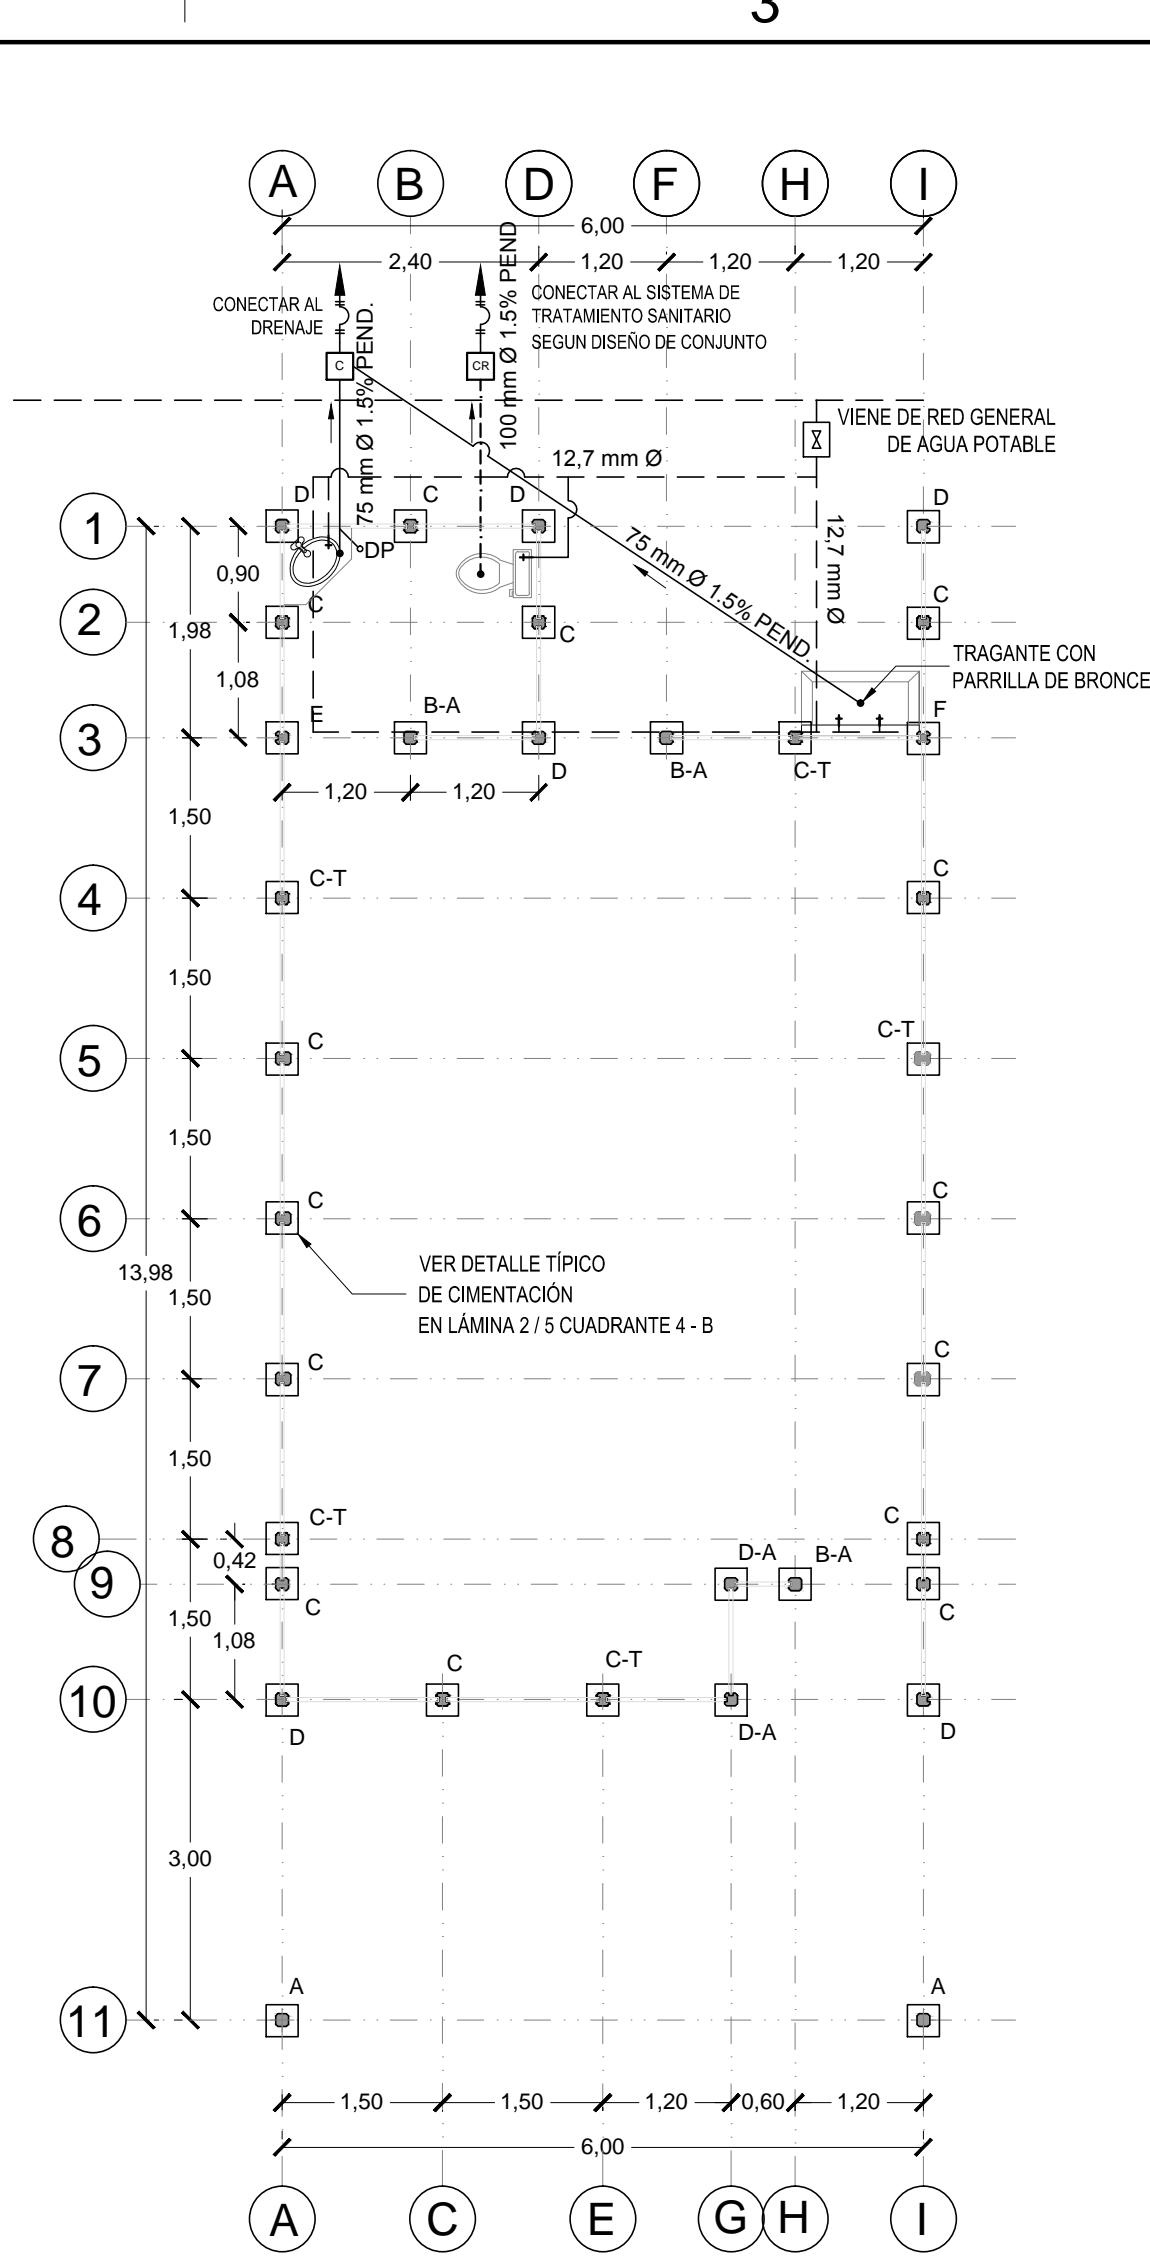 3
A B D F H I
6,00
2,40 1,20 1,20 1,20
CONECTAR AL
DRENAJE
CONECTAR AL SISTEMA DE
TRATAMIENTO SANITARIO
SEGUN DISEÑO DE CONJUNTO
75 mm Ø 1.5% PEND.
100 mm Ø 1.5% PEND
C
CR
VIENE DE RED GENERAL
DE AGUA POTABLE
12,7 mm Ø
12,7 mm Ø
75 mm Ø 1.5% PEND.
1
D C D D
DP
0,90
2
C C C
1,98
1,08
TRAGANTE CON
PARRILLA DE BRONCE
3
E B-A D B-A C-T F
1,20 1,20
1,50
4
C-T C
1,50
5
C C-T
1,50
6
C C
VER DETALLE TÍPICO
DE CIMENTACIÓN
EN LÁMINA 2 / 5 CUADRANTE 4 - B
13,98
1,50
7
C C
1,50
8
C-T C
0,42
9
C D-A B-A C
1,50
1,08
10
D C C-T D-A D
3,00
11
A A
1,50 1,50 1,20 0,60 1,20
6,00
A C E G H I